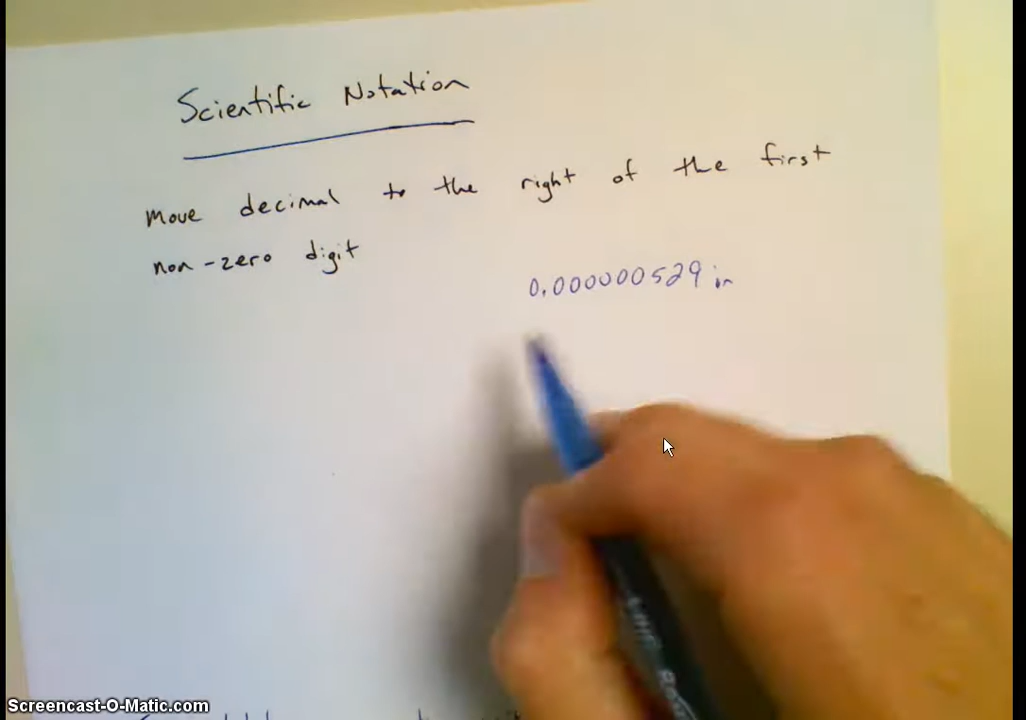 Scientific Notation
Move decimal to the right of the first
non-zero digit
0.000000529 in
Screencast-O-Matic.com